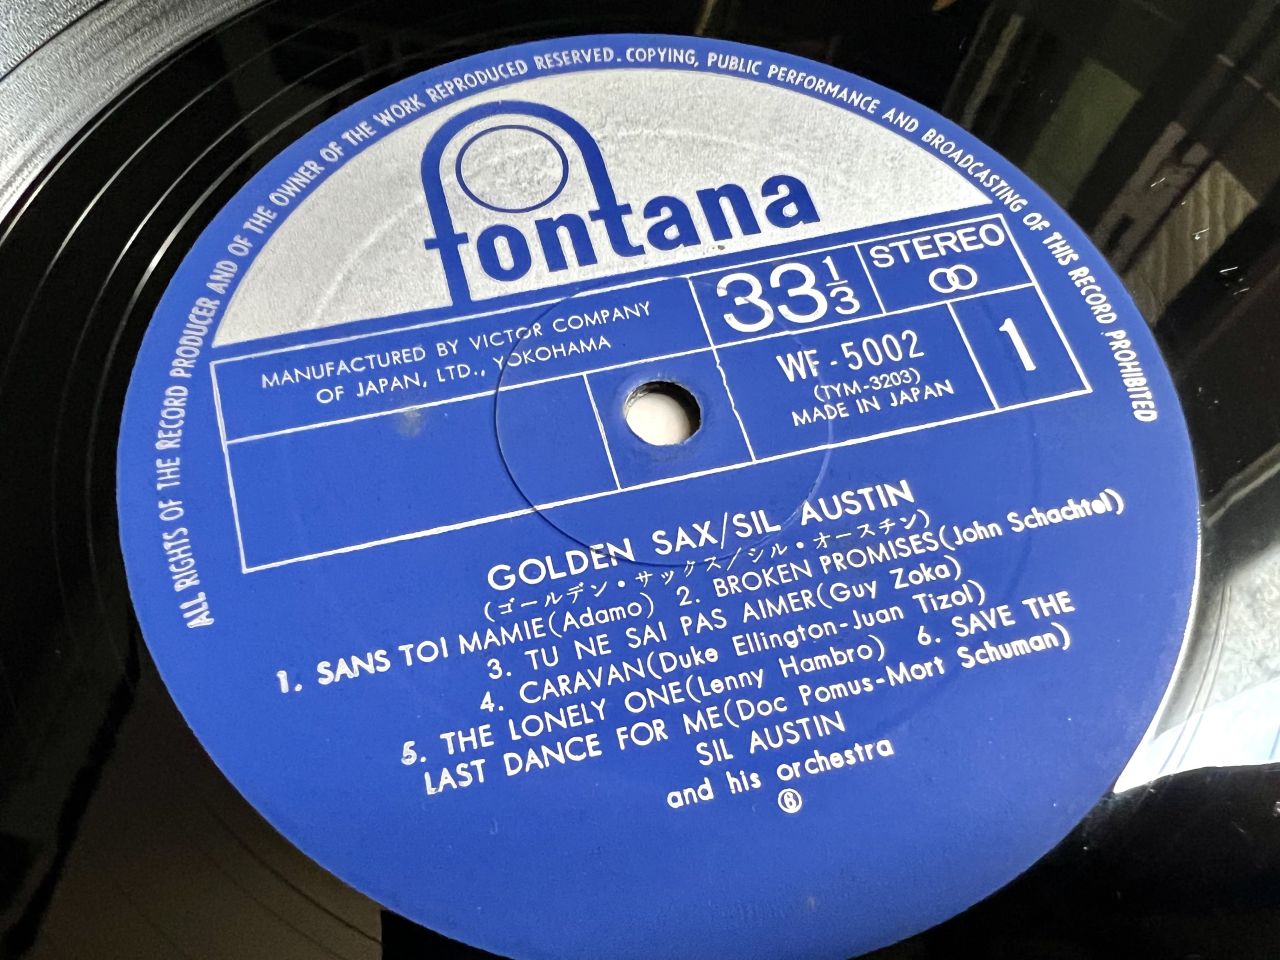 ALL RIGHTS OF THE RECORD PRODUCER AND OF THE OWNER OF THE WORK REPRODUCED RESERVED. COPYING, PUBLIC PERFORMANCE AND BROADCASTING OF THIS RECORD PROHIBITED
fontana
MANUFACTURED BY VICTOR COMPANY
OF JAPAN, LTD., YOKOHAMA
33 1/3
STEREO
WF-5002
(TYM-3203)
MADE IN JAPAN
1
GOLDEN SAX/SIL AUSTIN
(ゴールデン・サックス/シル・オースチン)
1. SANS TOI MAMIE(Adamo) 2. BROKEN PROMISES(John Schachtel)
3. TU NE SAI PAS AIMER(Guy Zoka)
4. CARAVAN(Duke Ellington-Juan Tizol)
5. THE LONELY ONE(Lenny Hambro) 6. SAVE THE
LAST DANCE FOR ME(Doc Pomus-Mort Schuman)
SIL AUSTIN
and his orchestra
⑥